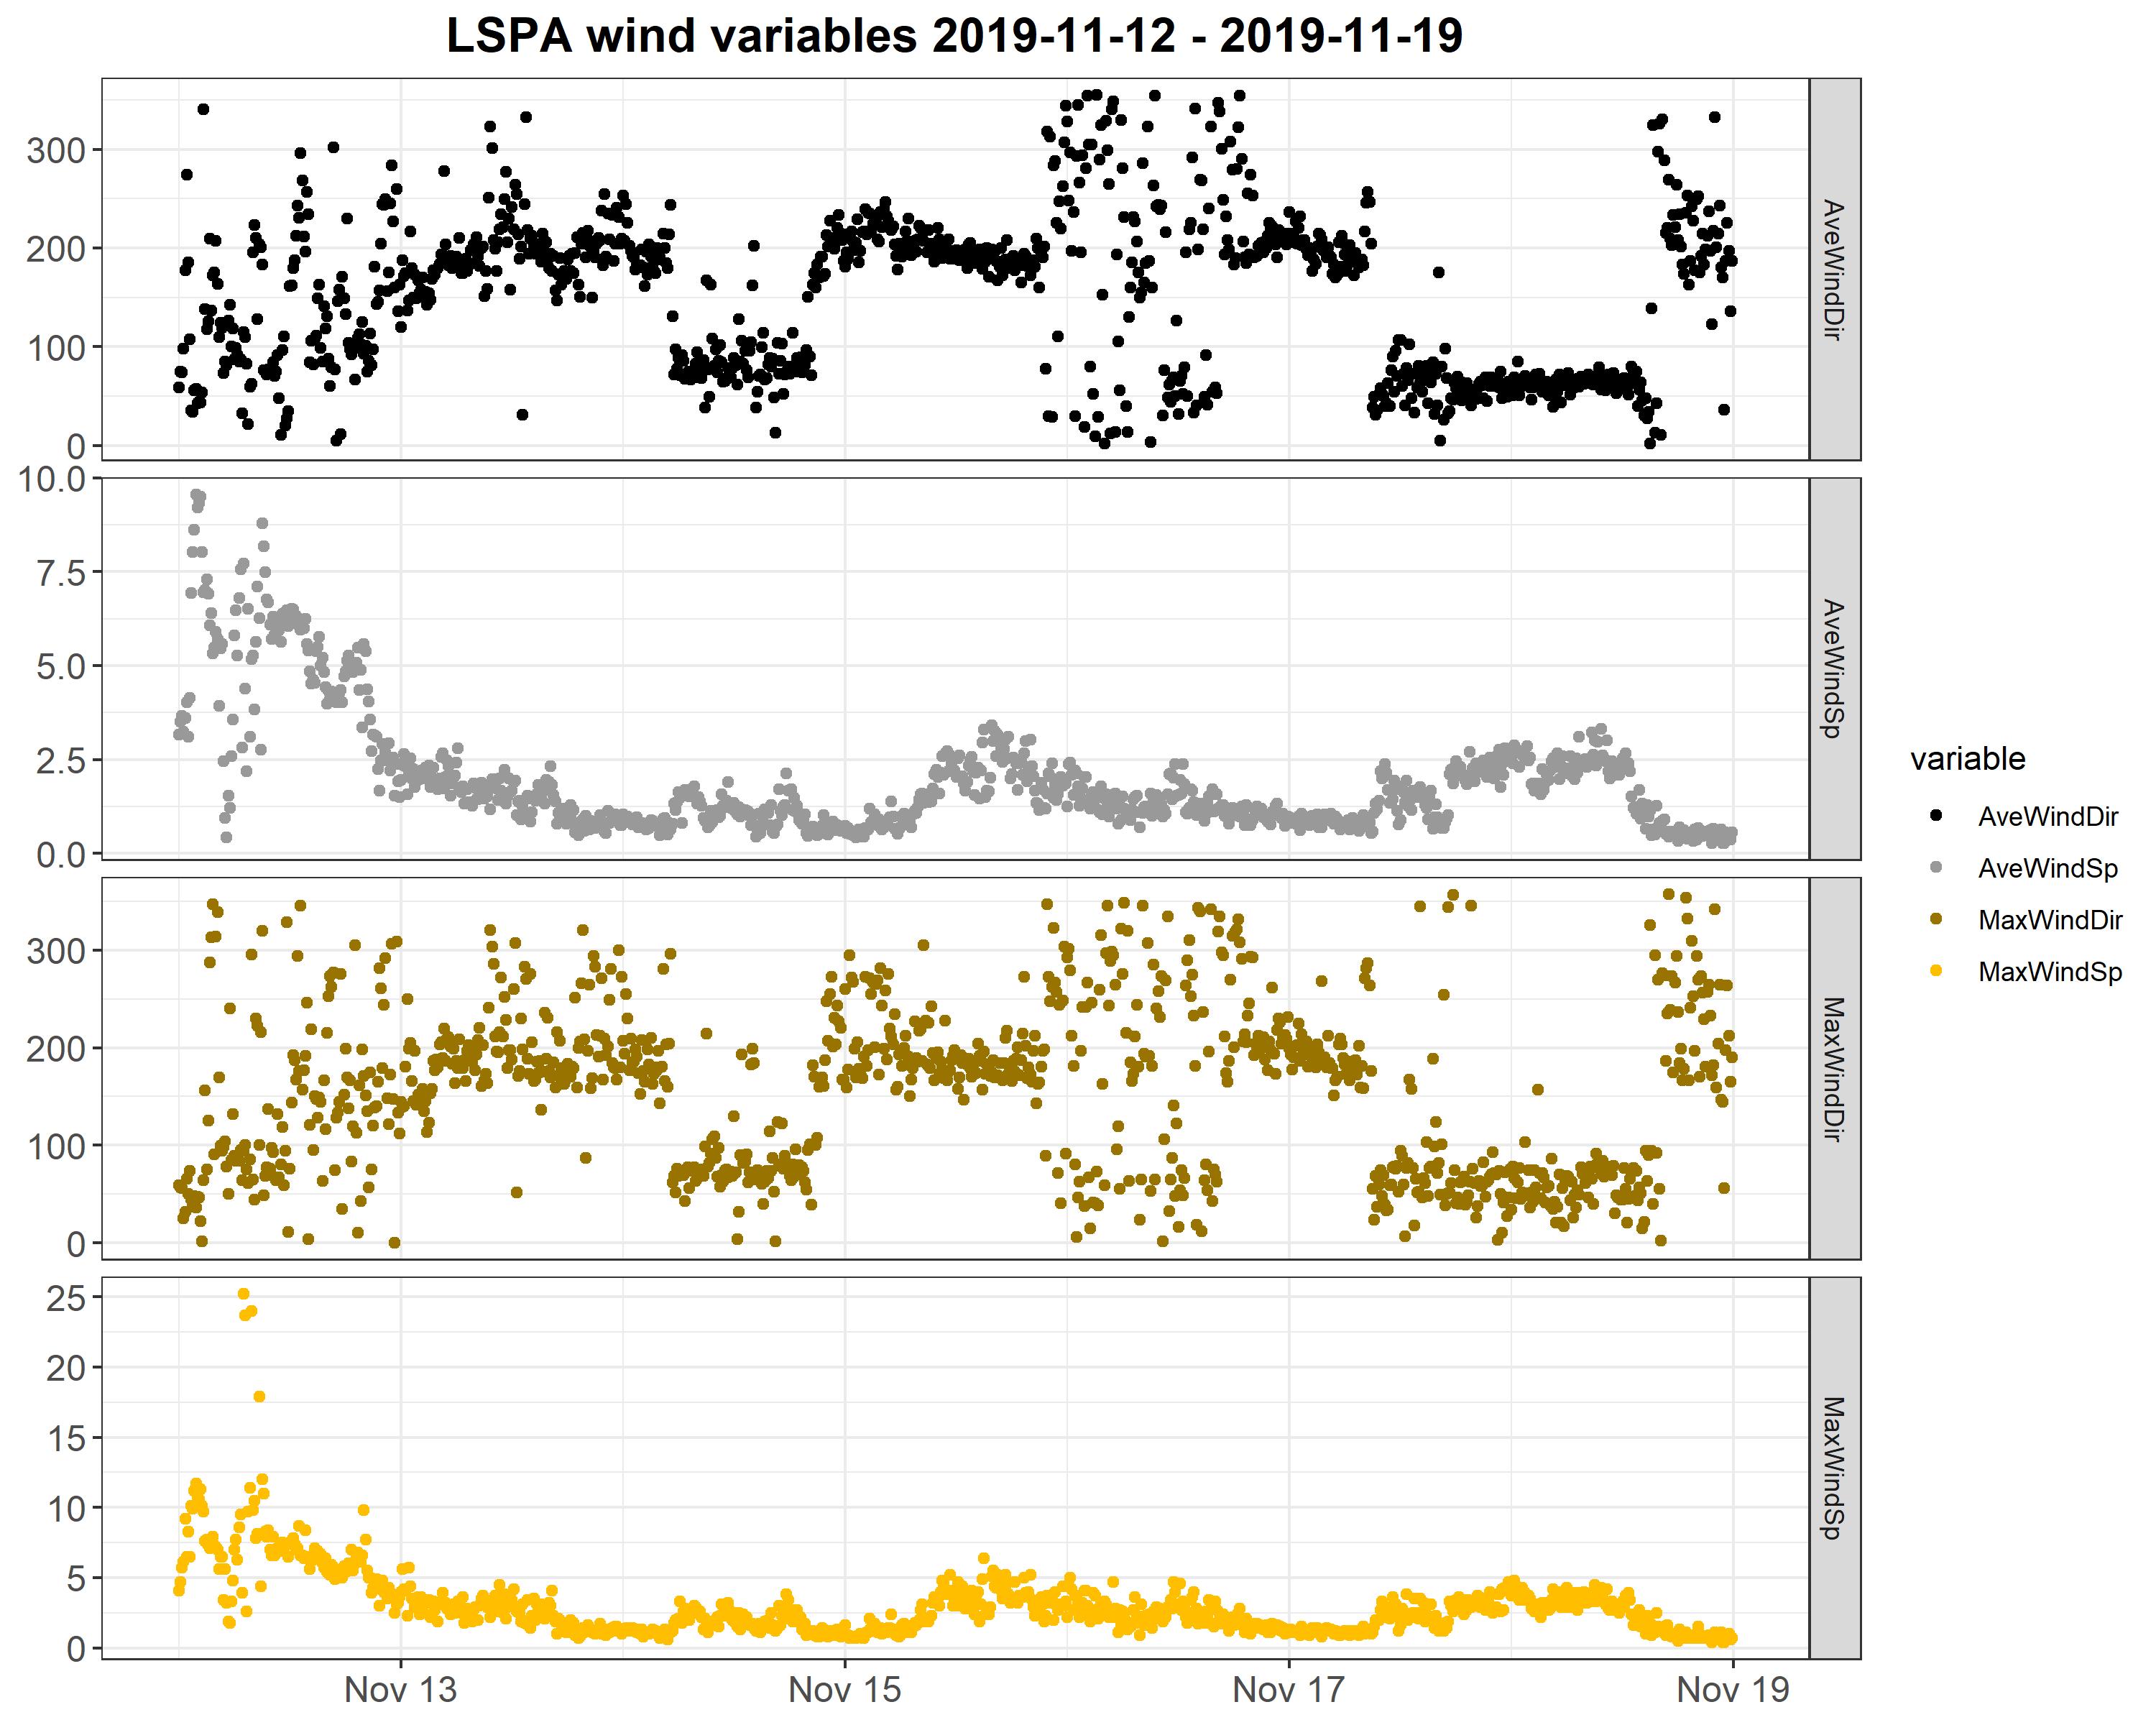 LSPA wind variables 2019-11-12 - 2019-11-19
300
200
100
0
AveWindDir
10.0
7.5
5.0
2.5
0.0
AveWindSp
300
200
100
0
MaxWindDir
25
20
15
10
5
0
MaxWindSp
Nov 13 Nov 15 Nov 17 Nov 19
variable
AveWindDir
AveWindSp
MaxWindDir
MaxWindSp